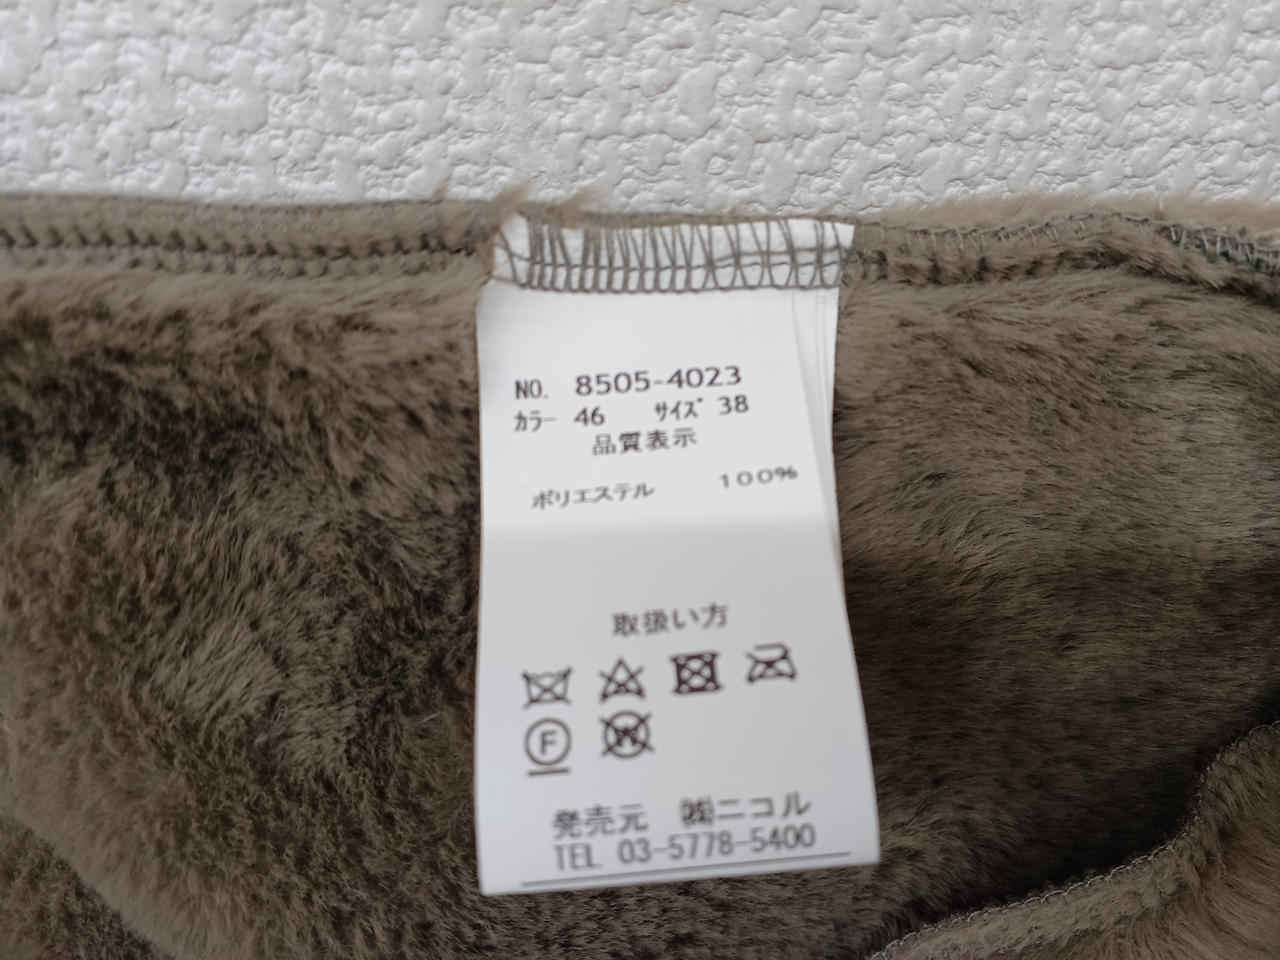 NO. 8505-4023
カラー 46 サイズ 38
品質表示
ポリエステル 100%
取扱い方
F
W
発売元 ㈱ニコル
TEL 03-5778-5400